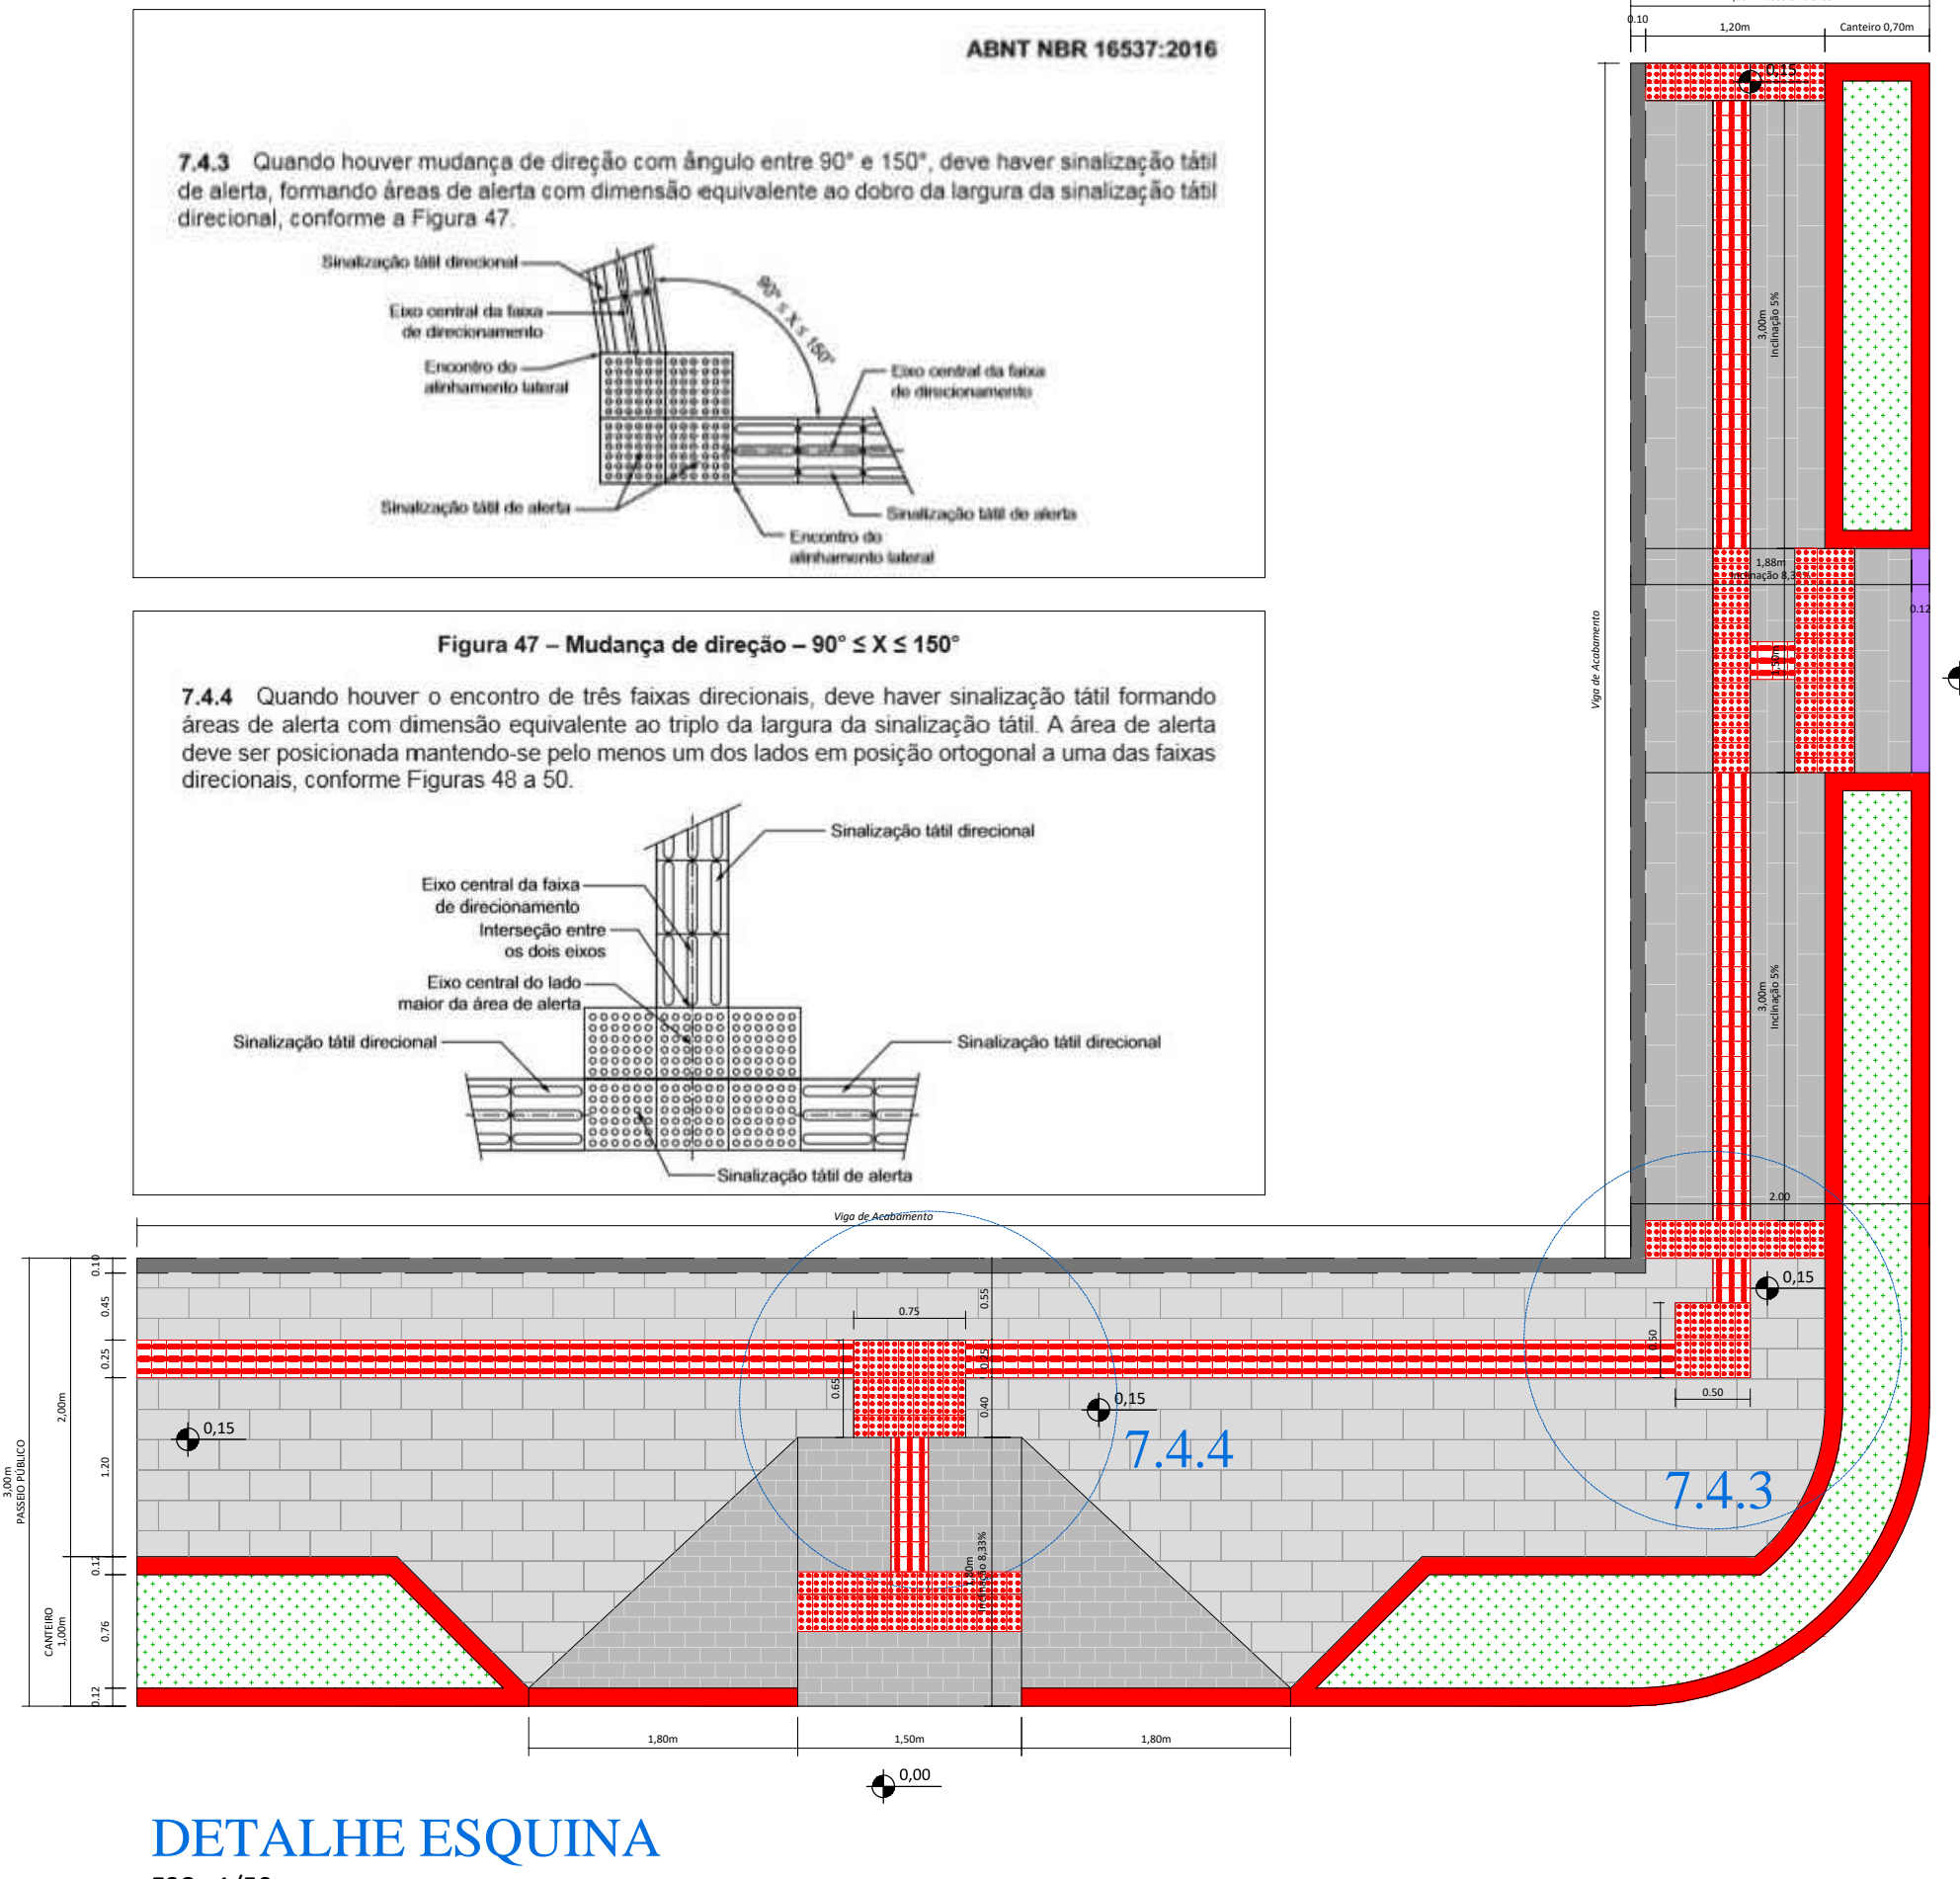 ABNT NBR 16537:2016
7.4.3 Quando houver mudança de direção com ângulo entre 90° e 150°, deve haver sinalização tátil
de alerta, formando áreas de alerta com dimensão equivalente ao dobro da largura da sinalização tátil
direcional, conforme a Figura 47.
Sinalização tátil direcional
Eixo central da faixa
de direcionamento
Encontro do
alinhamento lateral
90° ≤ X ≤ 150°
Eixo central da faixa
de direcionamento
Sinalização tátil de alerta
Sinalização tátil de alerta
Encontro do
alinhamento lateral
Figura 47 – Mudança de direção – 90° ≤ X ≤ 150°
7.4.4 Quando houver o encontro de três faixas direcionais, deve haver sinalização tátil formando
áreas de alerta com dimensão equivalente ao triplo da largura da sinalização tátil. A área de alerta
deve ser posicionada mantendo-se pelo menos um dos lados em posição ortogonal a uma das faixas
direcionais, conforme Figuras 48 a 50.
Sinalização tátil direcional
Eixo central da faixa
de direcionamento
Interseção entre
os dois eixos
Eixo central do lado
maior da área de alerta
Sinalização tátil direcional
Sinalização tátil direcional
Sinalização tátil de alerta
0.10
1,20m
Canteiro 0,70m
0,15
3,00m
Inclinação 5%
1,88m
Inclinação 8,33%
0.12
1,50m
Viga de Acabamento
3,00m
Inclinação 5%
2.00
0,15
Viga de Acabamento
0.10
0.45
0.25
1.20
0.12
0.76
0.12
2,00m
CANTEIRO
1,00m
3,00m
PASSEIO PÚBLICO
0.75
0.55
0.25
0.40
0.65
0.50
0.50
0,15
0,15
7.4.4
7.4.3
1,80m
Inclinação 8,33%
1,80m
1,50m
1,80m
0,00
DETALHE ESQUINA